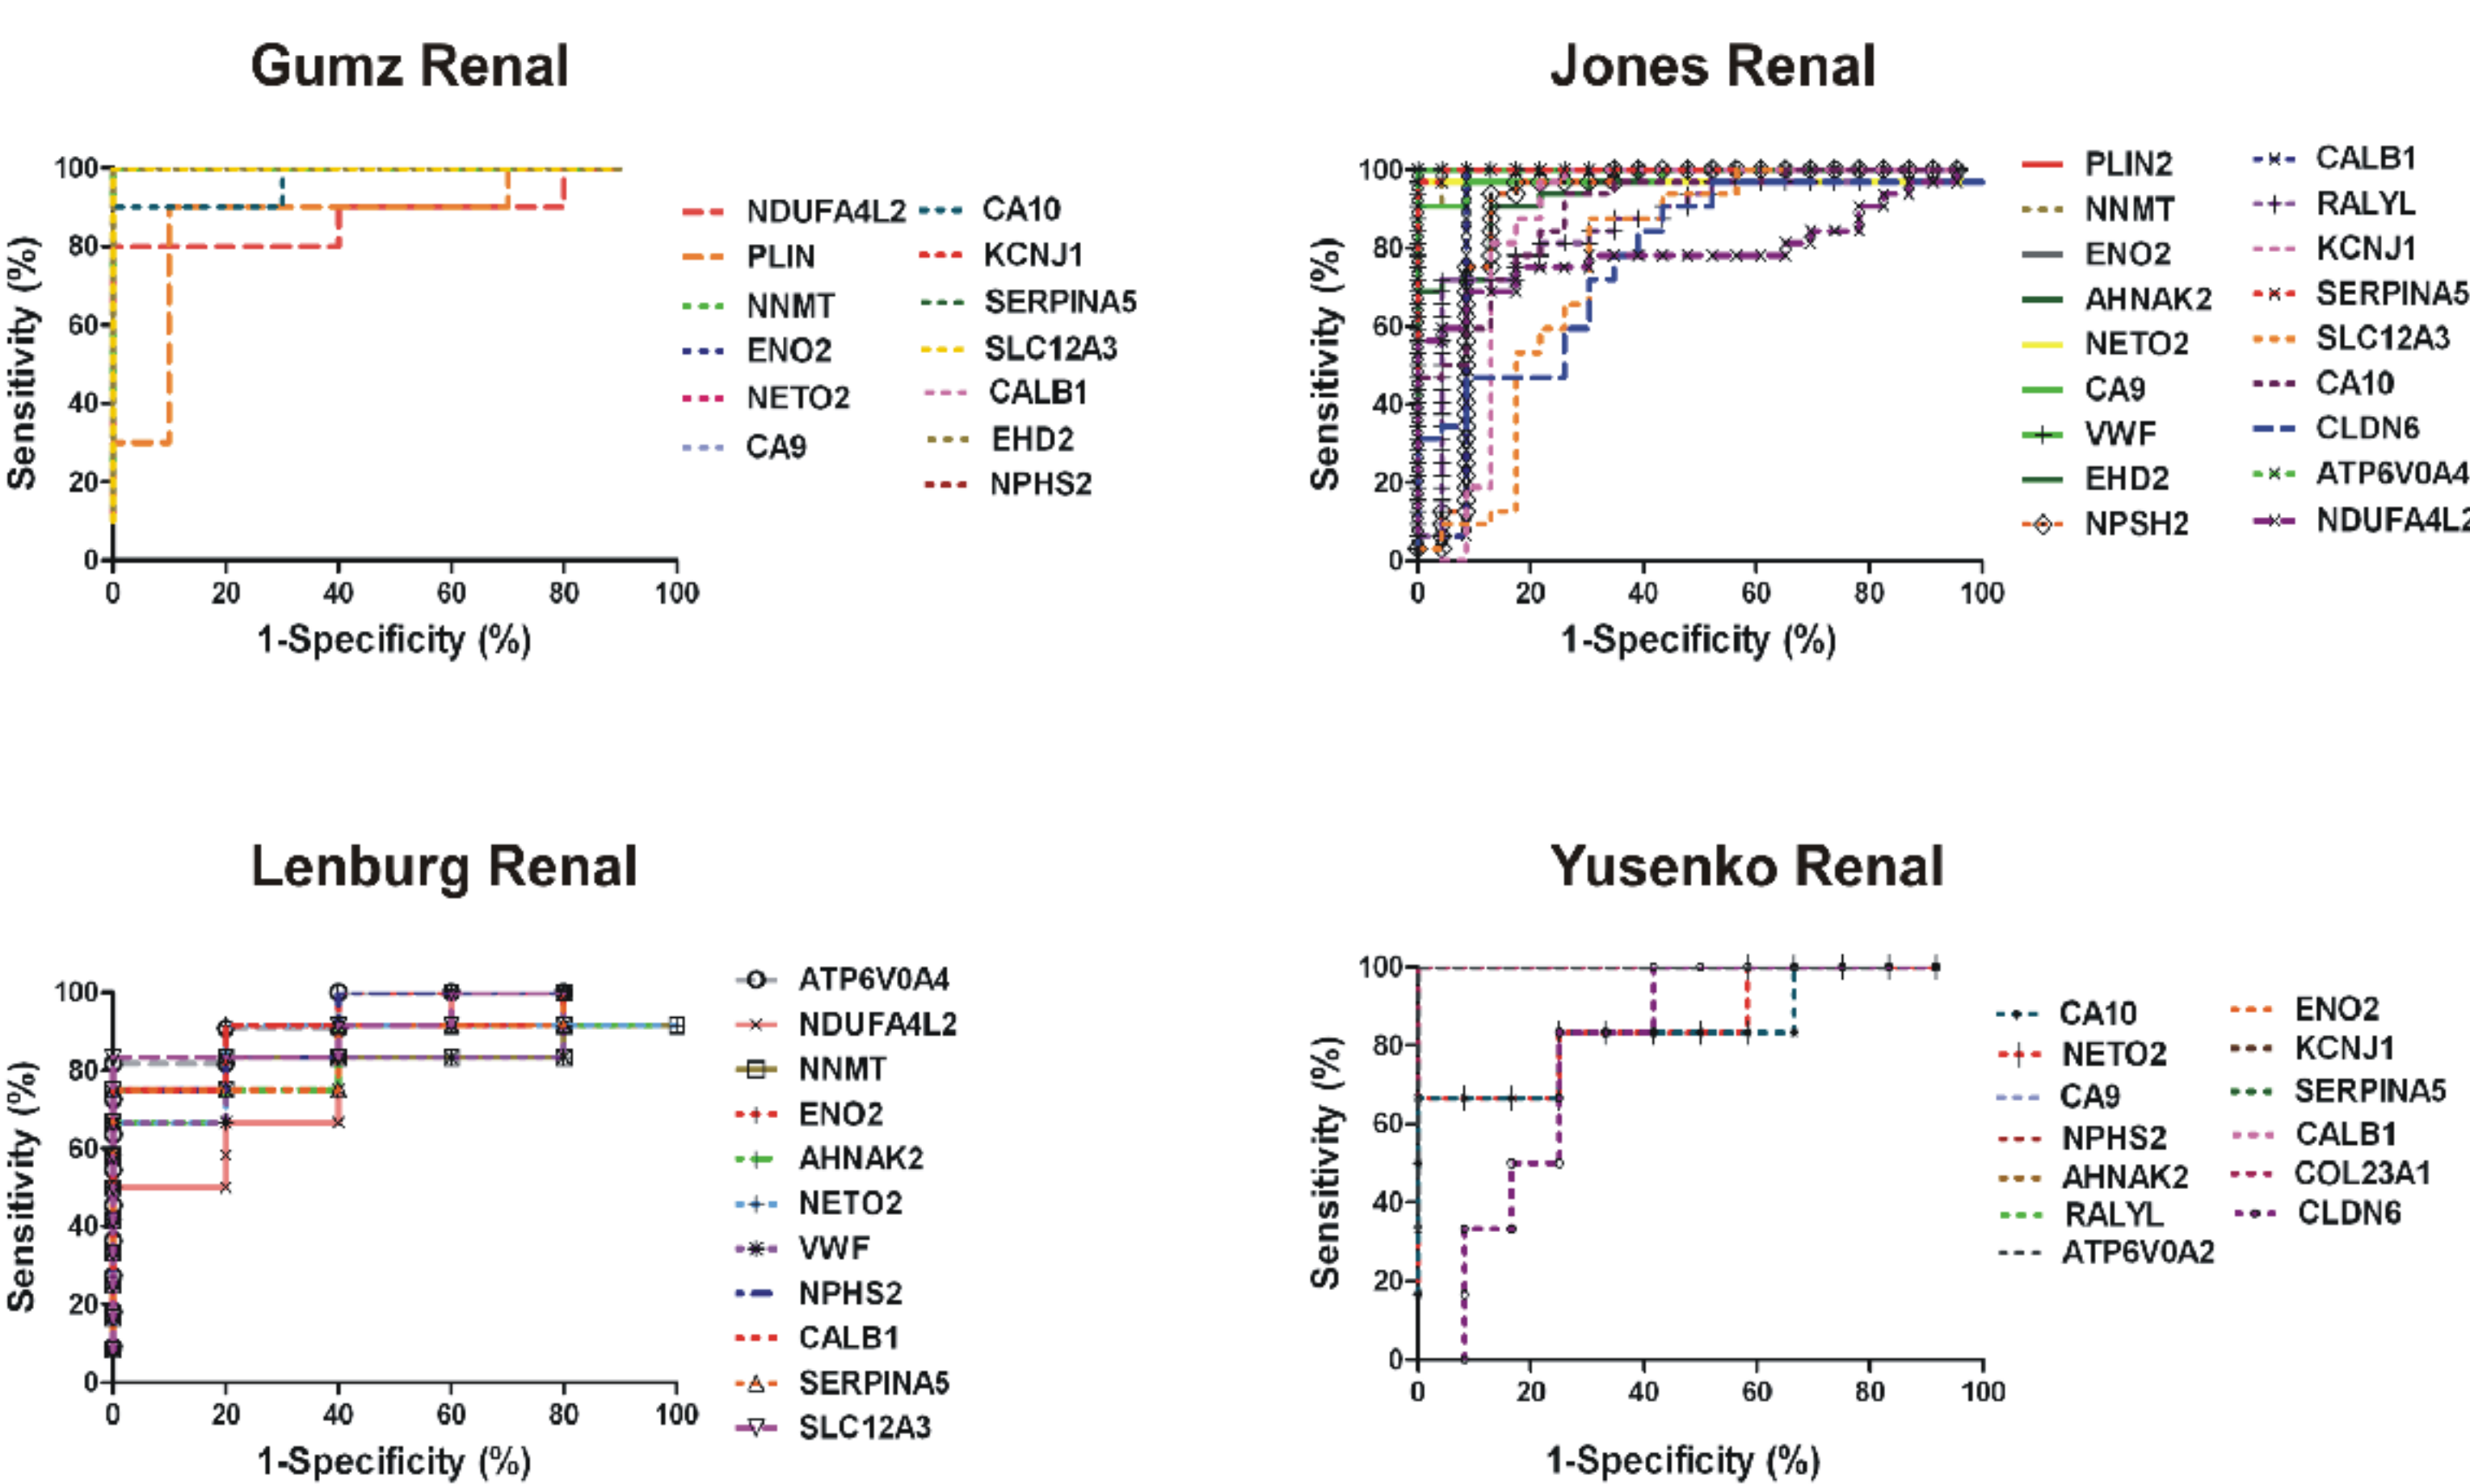 Gumz Renal
100
80
60
40
20
0
Sensitivity (%)
0 20 40 60 80 100
1-Specificity (%)
NDUFA4L2
PLIN
NNMT
ENO2
NETO2
CA9
CA10
KCNJ1
SERPINA5
SLC12A3
CALB1
EHD2
NPHS2
Jones Renal
100
80
60
40
20
0
Sensitivity (%)
0 20 40 60 80 100
1-Specificity (%)
PLIN2
NNMT
ENO2
AHNAK2
NETO2
CA9
VWF
EHD2
NPSH2
CALB1
RALYL
KCNJ1
SERPINA5
SLC12A3
CA10
CLDN6
ATP6V0A4
NDUFA4L2
Lenburg Renal
100
80
60
40
20
0
Sensitivity (%)
0 20 40 60 80 100
1-Specificity (%)
ATP6V0A4
NDUFA4L2
NNMT
ENO2
AHNAK2
NETO2
VWF
NPHS2
CALB1
SERPINA5
SLC12A3
Yusenko Renal
100
80
60
40
20
0
Sensitivity (%)
0 20 40 60 80 100
1-Specificity (%)
CA10
NETO2
CA9
NPHS2
AHNAK2
RALYL
ATP6V0A2
ENO2
KCNJ1
SERPINA5
CALB1
COL23A1
CLDN6